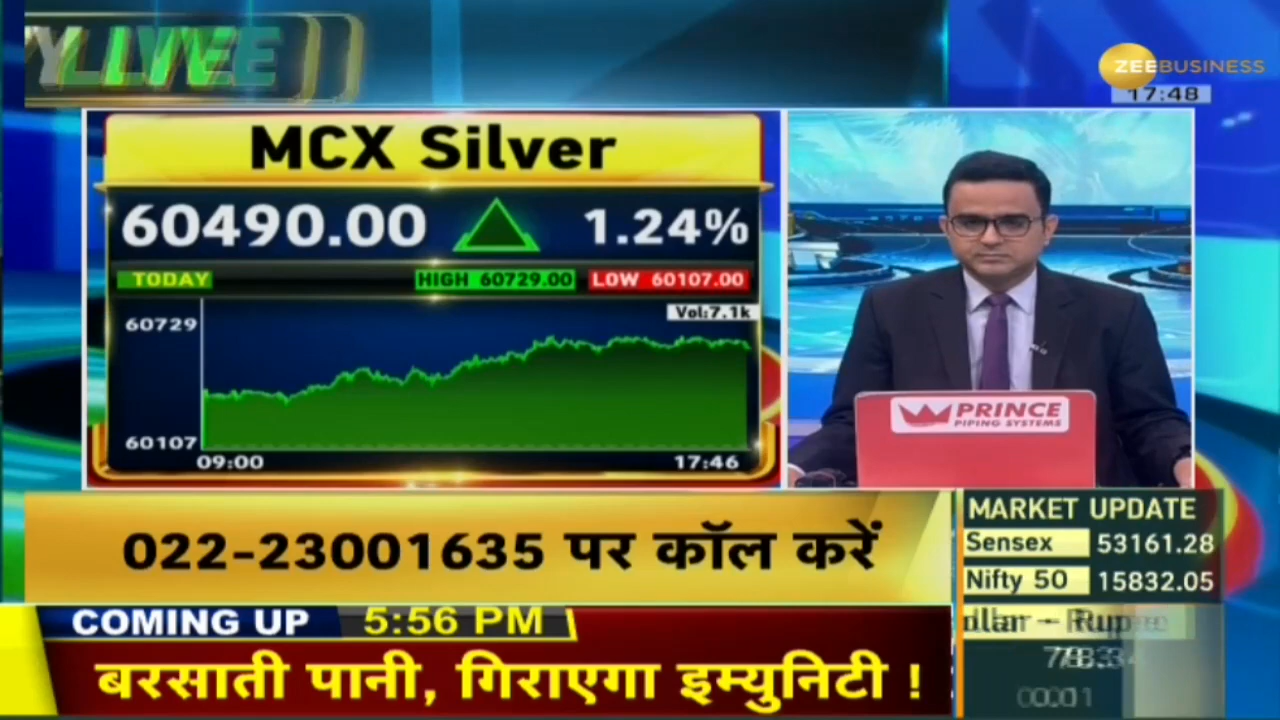 LIVE
ZEEBUSINESS
17:48
MCX Silver
60490.00 1.24%
TODAY HIGH 60729.00 LOW 60107.00
Vol:7.1k
60729
60107
09:00 17:46
PRINCE
PIPING SYSTEMS
022-23001635 पर कॉल करें
MARKET UPDATE
Sensex 53161.28
Nifty 50 15832.05
COMING UP 5:56 PM
बरसाती पानी, गिराएगा इम्युनिटी !